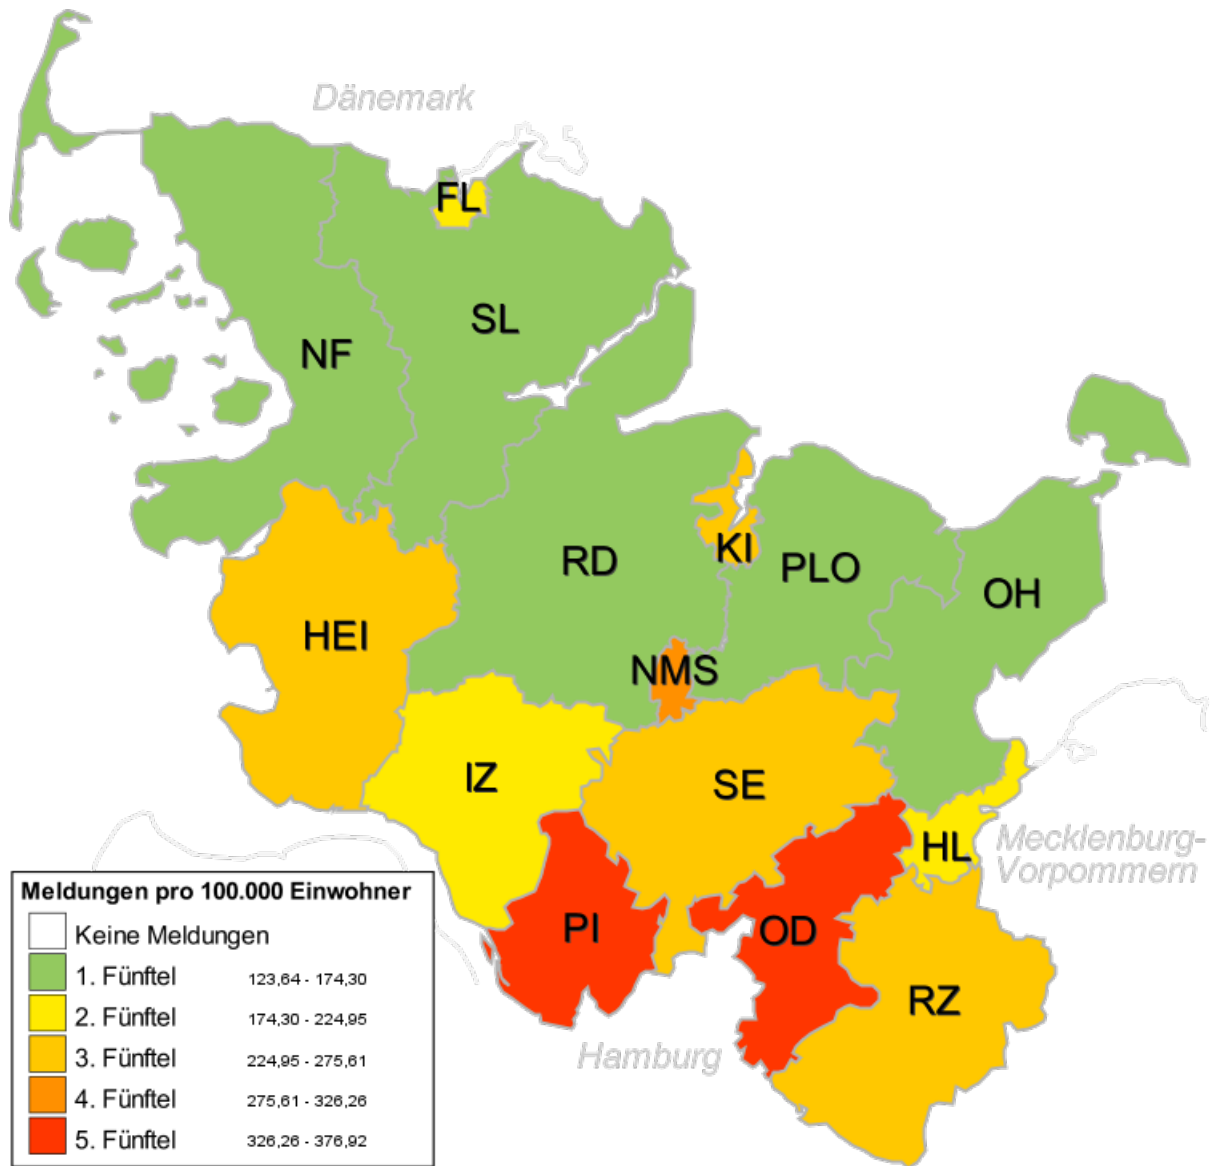 Dänemark
FL
SL
NF
KI
RD
PLO
OH
HEI
NMS
IZ
SE
HL
Mecklenburg-
Vorpommern
PI
OD
RZ
Hamburg
Meldungen pro 100.000 Einwohner
Keine Meldungen
1. Fünftel 123,64 - 174,30
2. Fünftel 174,30 - 224,95
3. Fünftel 224,95 - 275,61
4. Fünftel 275,61 - 326,26
5. Fünftel 326,26 - 376,92